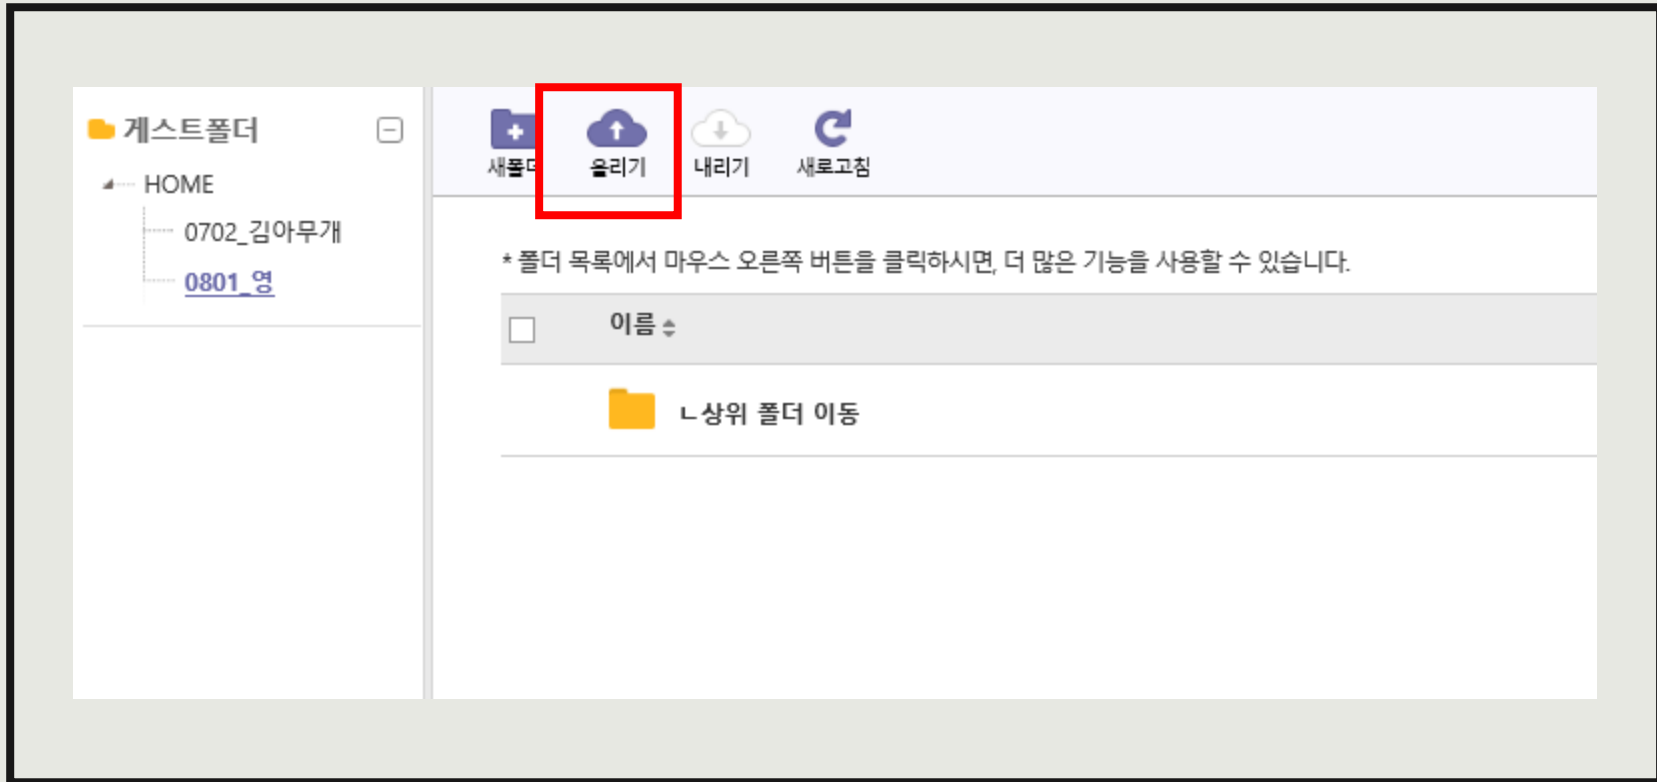 게스트폴더
HOME
0702_김아무개
0801_영
올리기
내리기
새로고침
* 폴더 목록에서 마우스 오른쪽 버튼을 클릭하시면, 더 많은 기능을 사용할 수 있습니다.
이름
ㄴ상위 폴더 이동